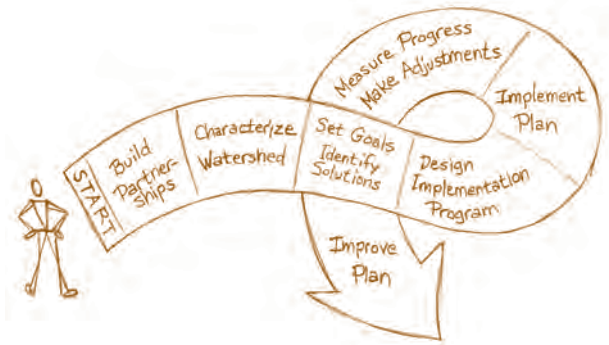 START
Build
Partner-
ships
Characterize
Watershed
Set Goals
Identify
Solutions
Design
Implementation
Program
Implement
Plan
Measure Progress
Make Adjustments
Improve
Plan